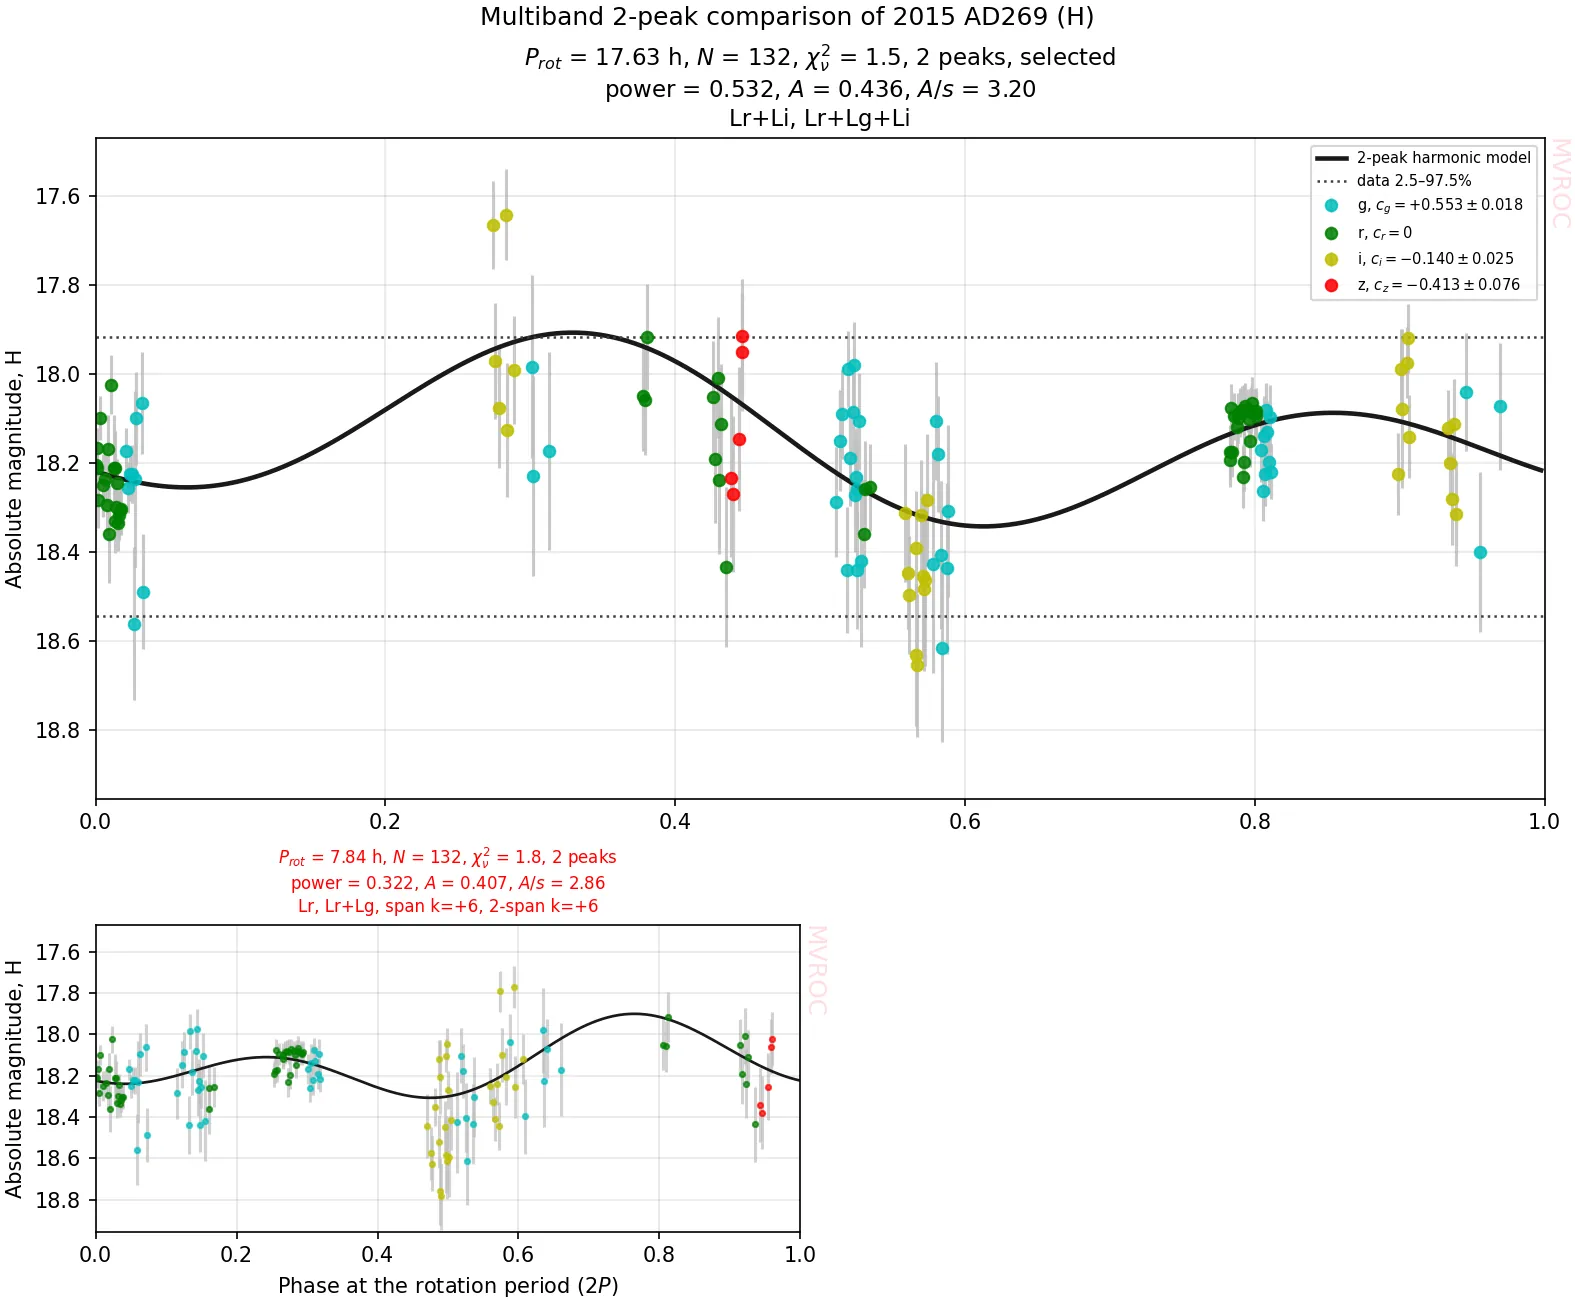 Multiband 2-peak comparison of 2015 AD269 (H)
P_rot = 17.63 h, N = 132, χ²_ν = 1.5, 2 peaks, selected
power = 0.532, A = 0.436, A/s = 3.20
Lr+Li, Lr+Lg+Li
2-peak harmonic model
data 2.5–97.5%
g, c_g = +0.553 ± 0.018
r, c_r = 0
i, c_i = −0.140 ± 0.025
z, c_z = −0.413 ± 0.076
MVROC
Absolute magnitude, H
17.6
17.8
18.0
18.2
18.4
18.6
18.8
0.0 0.2 0.4 0.6 0.8 1.0
P_rot = 7.84 h, N = 132, χ²_ν = 1.8, 2 peaks
power = 0.322, A = 0.407, A/s = 2.86
Lr, Lr+Lg, span k=+6, 2-span k=+6
MVROC
Absolute magnitude, H
17.6
17.8
18.0
18.2
18.4
18.6
18.8
0.0 0.2 0.4 0.6 0.8 1.0
Phase at the rotation period (2P)